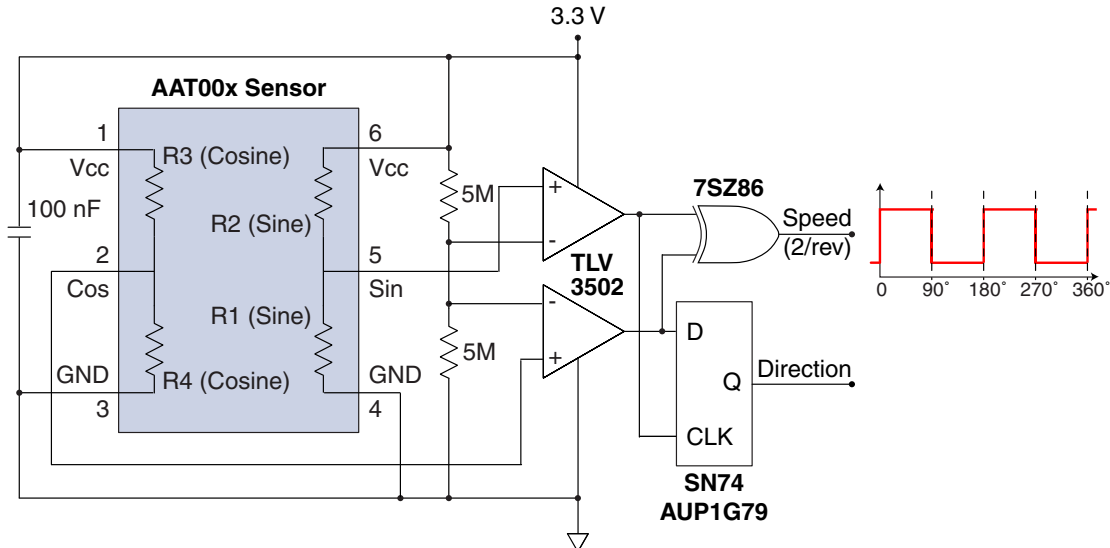 3.3 V
AAT00x Sensor
1
Vcc
R3 (Cosine)
6
Vcc
100 nF
R2 (Sine)
5M
2
Cos
5
Sin
R1 (Sine)
5M
GND
3
R4 (Cosine)
GND
4
+
-
TLV
3502
-
+
7SZ86
Speed
(2/rev)
0
90°
180°
270°
360°
D
Q
CLK
Direction
SN74
AUP1G79